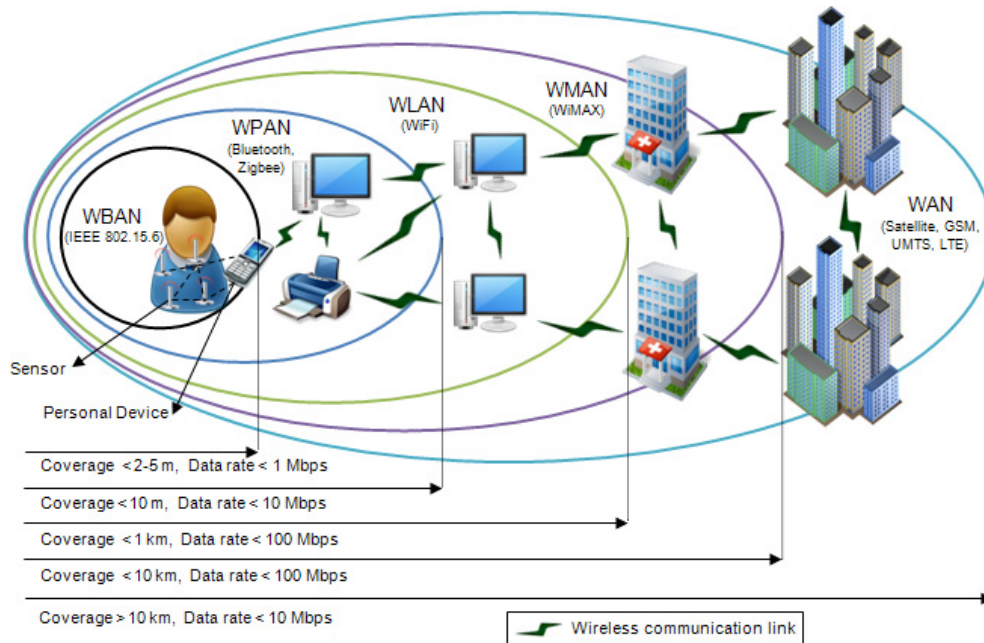 WBAN
(IEEE 802.15.6)
WPAN
(Bluetooth,
Zigbee)
WLAN
(WiFi)
WMAN
(WiMAX)
WAN
(Satellite, GSM,
UMTS, LTE)
Sensor
Personal Device
Coverage < 2-5 m, Data rate < 1 Mbps
Coverage < 10 m, Data rate < 10 Mbps
Coverage < 1 km, Data rate < 100 Mbps
Coverage < 10 km, Data rate < 100 Mbps
Coverage > 10 km, Data rate < 10 Mbps
Wireless communication link